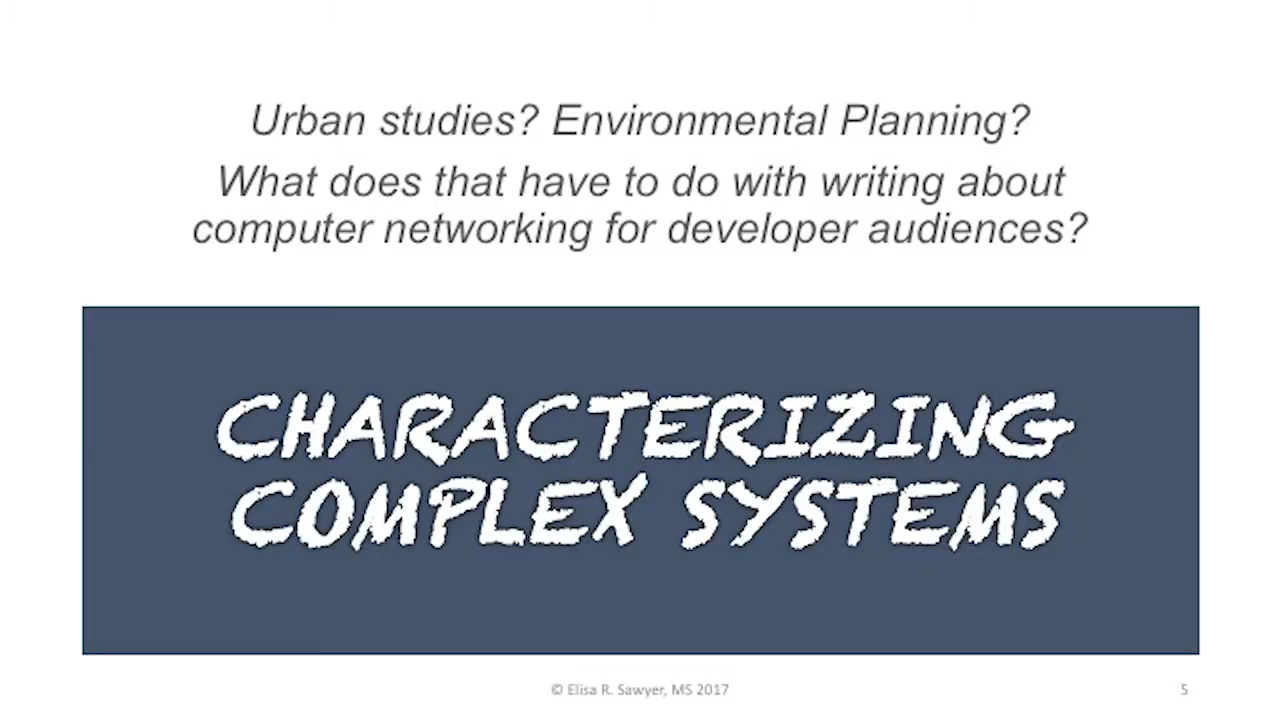 Urban studies? Environmental Planning?
What does that have to do with writing about
computer networking for developer audiences?
CHARACTERIZING
COMPLEX SYSTEMS
© Elisa R. Sawyer, MS 2017
5